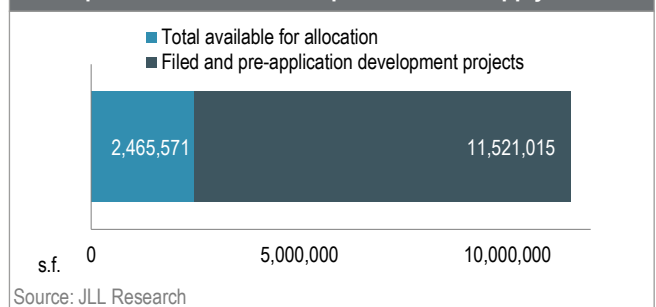 Total available for allocation
Filed and pre-application development projects
2,465,571 11,521,015
s.f. 0 5,000,000 10,000,000
Source: JLL Research